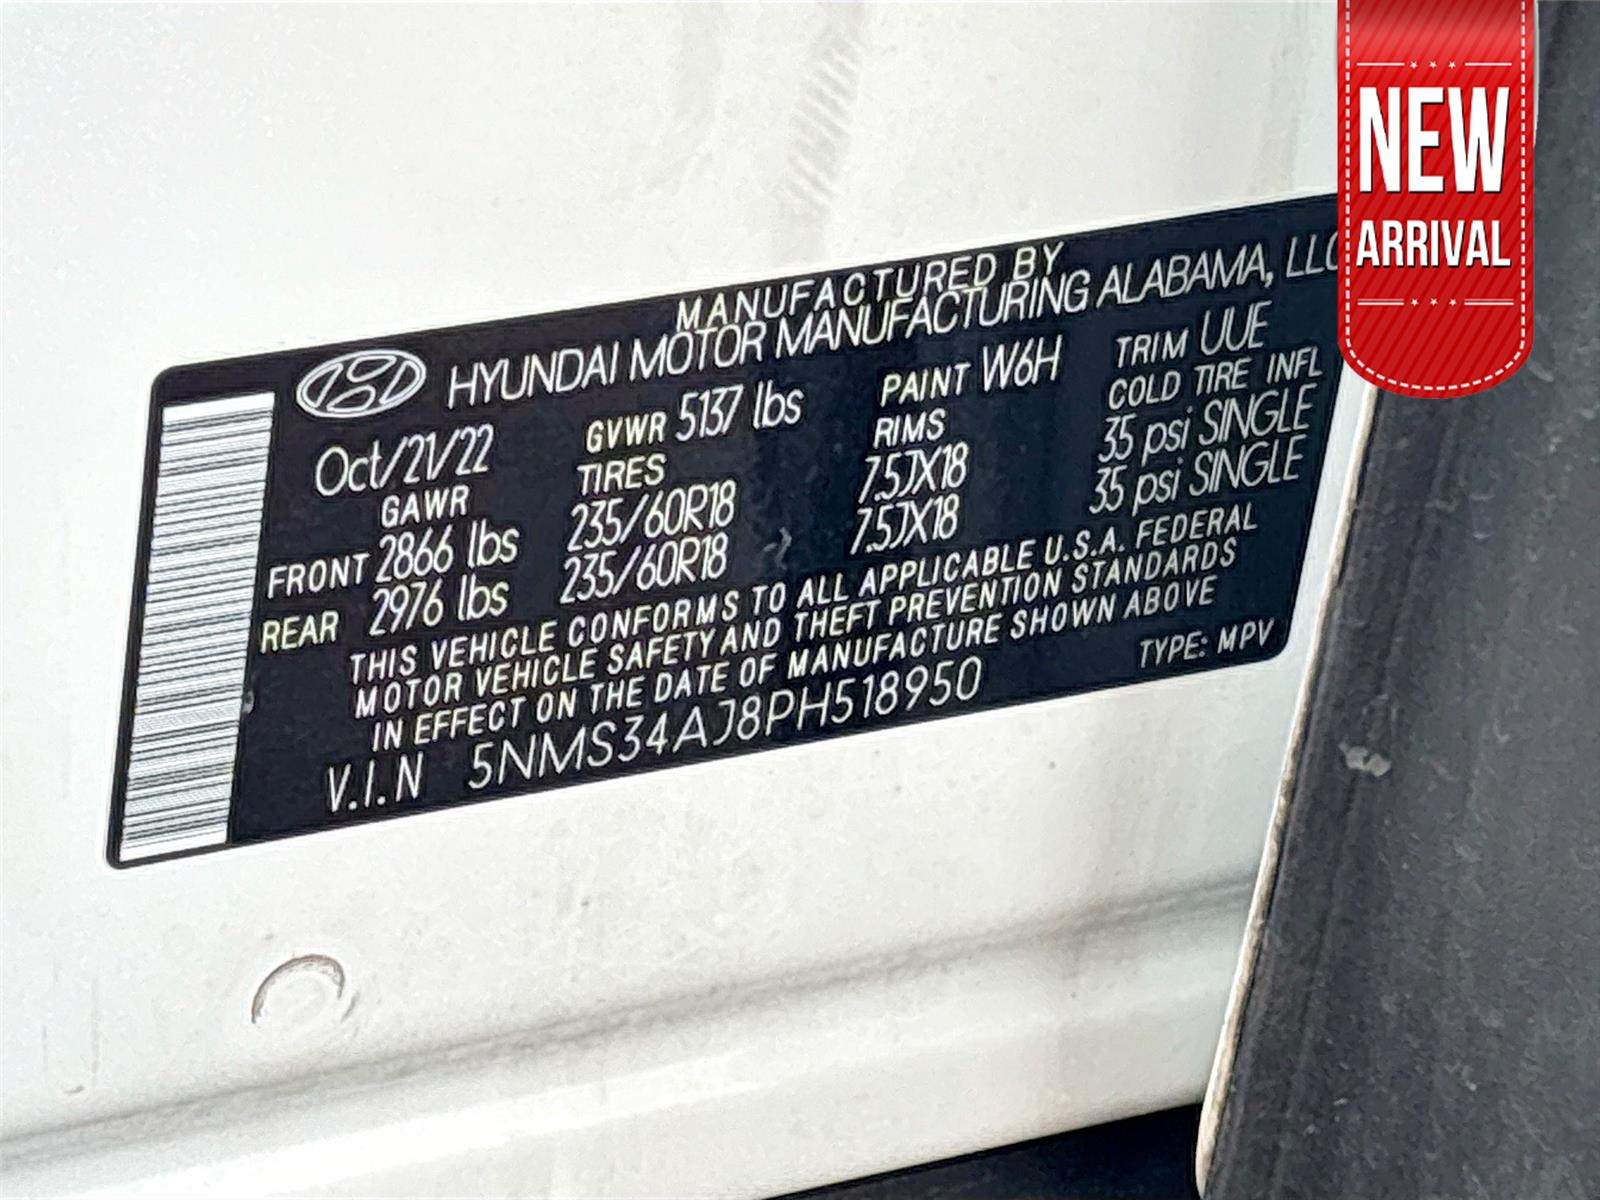 NEW
ARRIVAL
MANUFACTURED BY
HYUNDAI MOTOR MANUFACTURING ALABAMA, LLC
Oct/21/22 GVWR 5137 lbs PAINT W6H TRIM UUE
GAWR TIRES RIMS COLD TIRE INFL
FRONT 2866 lbs 235/60R18 7.5JX18 35 psi SINGLE
REAR 2976 lbs 235/60R18 7.5JX18 35 psi SINGLE
THIS VEHICLE CONFORMS TO ALL APPLICABLE U.S.A. FEDERAL
MOTOR VEHICLE SAFETY AND THEFT PREVENTION STANDARDS
IN EFFECT ON THE DATE OF MANUFACTURE SHOWN ABOVE
V.I.N 5NMS34AJ8PH518950 TYPE: MPV